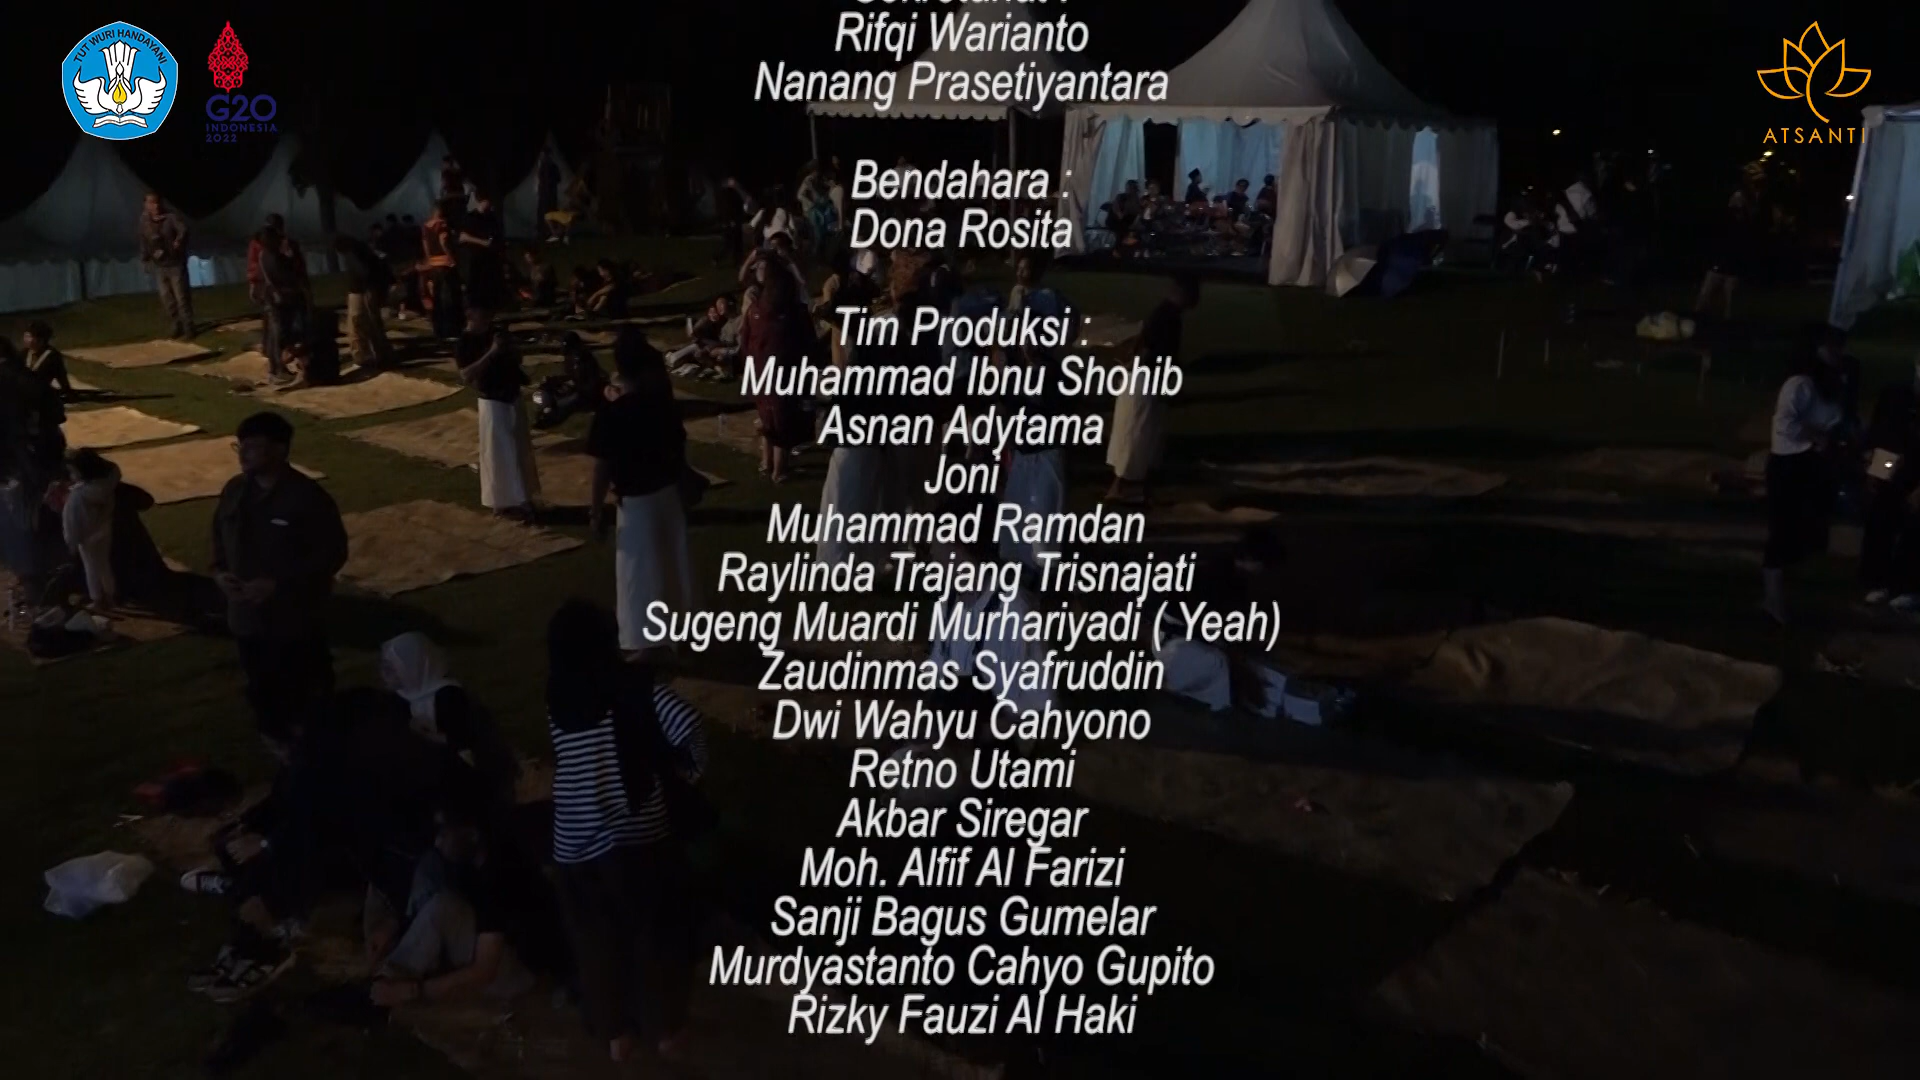 TUT WURI HANDAYANI
G20
INDONESIA
2022
ATSANTI
Rifqi Warianto
Nanang Prasetiyantara
Bendahara :
Dona Rosita
Tim Produksi :
Muhammad Ibnu Shohib
Asnan Adytama
Joni
Muhammad Ramdan
Raylinda Trajang Trisnajati
Sugeng Muardi Murhariyadi ( Yeah)
Zaudinmas Syafruddin
Dwi Wahyu Cahyono
Retno Utami
Akbar Siregar
Moh. Alfif Al Farizi
Sanji Bagus Gumelar
Murdyastanto Cahyo Gupito
Rizky Fauzi Al Haki